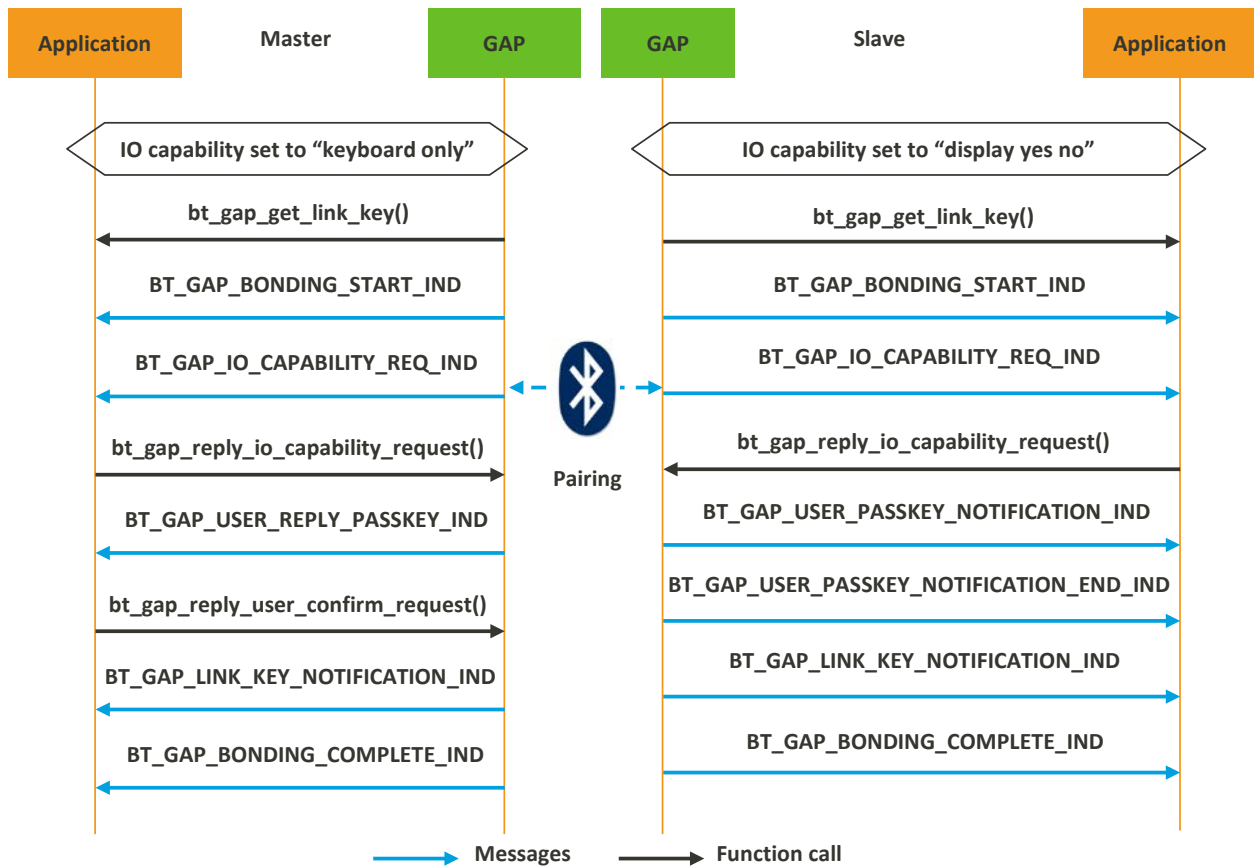 Application
Master
GAP
GAP
Slave
Application
IO capability set to “keyboard only”
IO capability set to “display yes no”
bt_gap_get_link_key()
bt_gap_get_link_key()
BT_GAP_BONDING_START_IND
BT_GAP_BONDING_START_IND
BT_GAP_IO_CAPABILITY_REQ_IND
BT_GAP_IO_CAPABILITY_REQ_IND
bt_gap_reply_io_capability_request()
bt_gap_reply_io_capability_request()
Pairing
BT_GAP_USER_REPLY_PASSKEY_IND
BT_GAP_USER_PASSKEY_NOTIFICATION_IND
BT_GAP_USER_PASSKEY_NOTIFICATION_END_IND
bt_gap_reply_user_confirm_request()
BT_GAP_LINK_KEY_NOTIFICATION_IND
BT_GAP_LINK_KEY_NOTIFICATION_IND
BT_GAP_BONDING_COMPLETE_IND
BT_GAP_BONDING_COMPLETE_IND
Messages
Function call